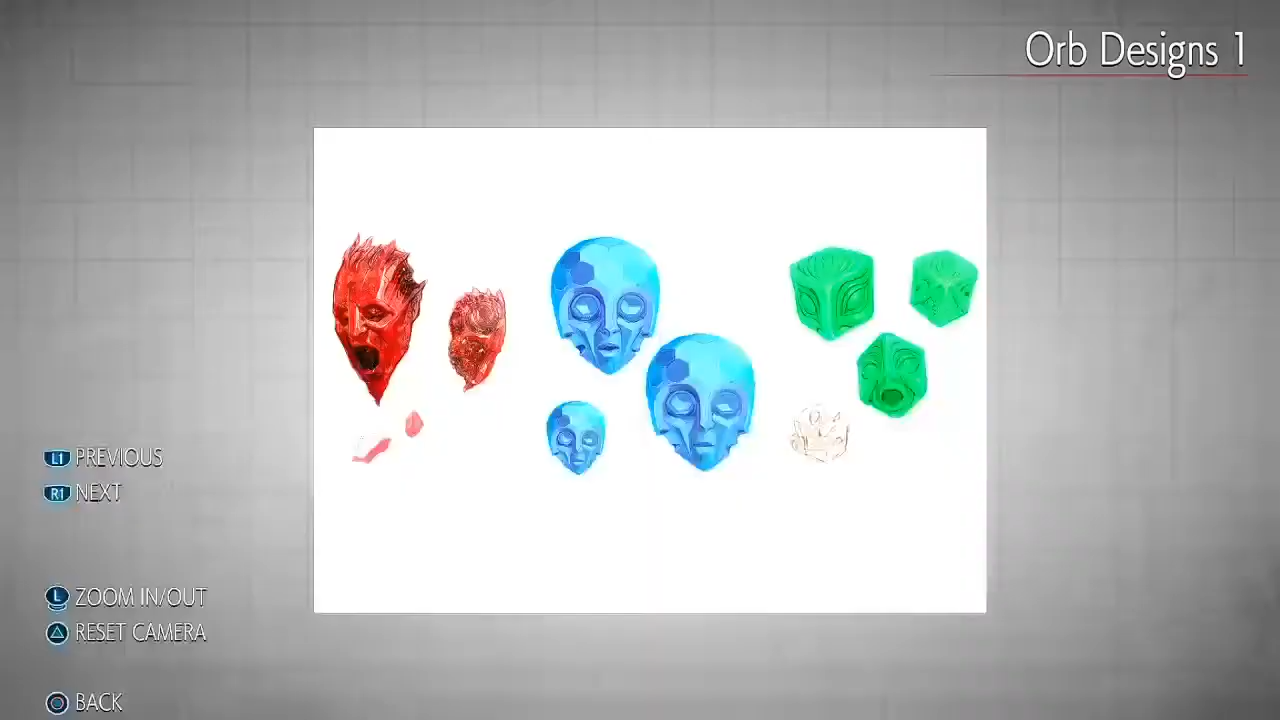 Orb Designs 1
L1 PREVIOUS
R1 NEXT
L ZOOM IN/OUT
RESET CAMERA
BACK